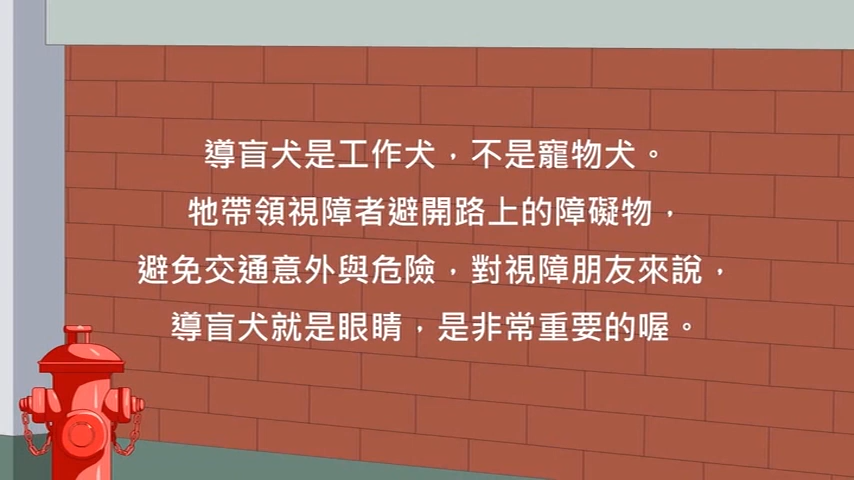 導盲犬是工作犬，不是寵物犬。
牠帶領視障者避開路上的障礙物，
避免交通意外與危險，對視障朋友來說，
導盲犬就是眼睛，是非常重要的喔。